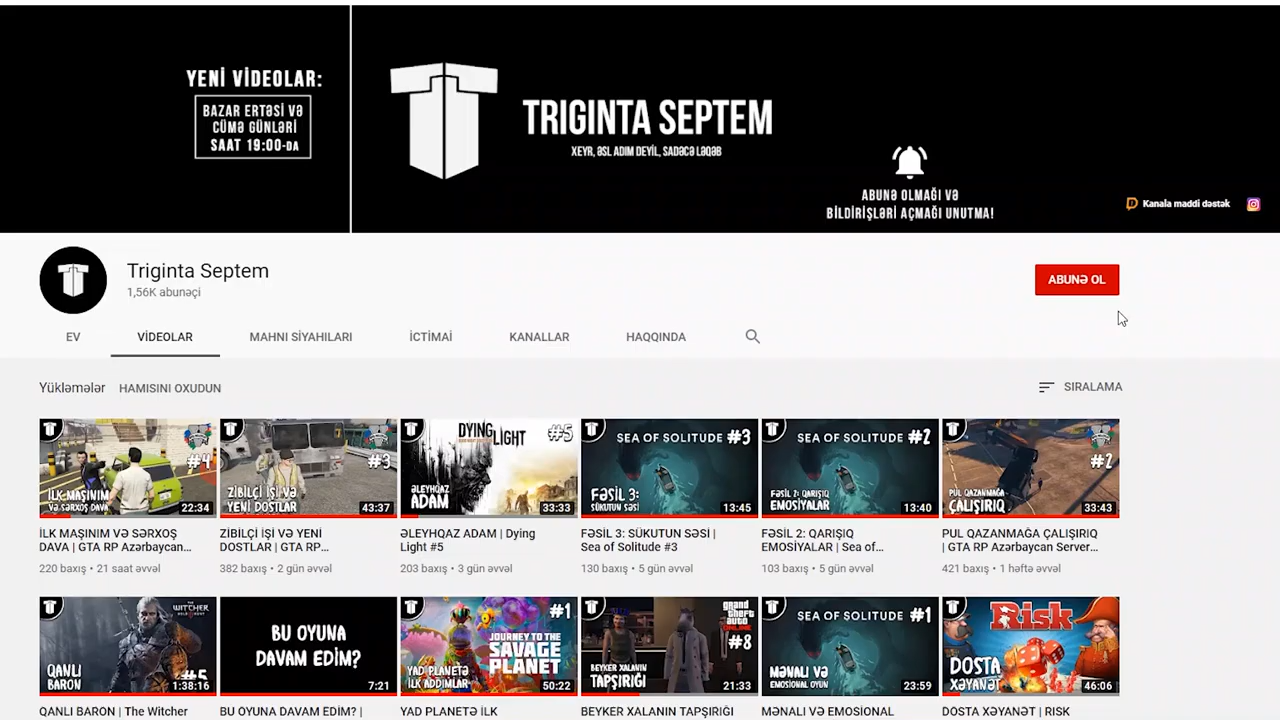 YENİ VİDEOLAR:
BAZAR ERTƏSİ VƏ
CÜMƏ GÜNLƏRİ
SAAT 19:00-DA
TRIGINTA SEPTEM
XEYR, ƏSL ADIM DEYİL, SADƏCƏ LƏQƏB
ABUNƏ OLMAĞI VƏ
BİLDİRİŞLƏRİ AÇMAĞI UNUTMA!
Kanala maddi dəstək
Triginta Septem
1,56K abunəçi
ABUNƏ OL
EV VİDEOLAR MAHNI SİYAHILARI İCTİMAİ KANALLAR HAQQINDA
Yükləmələr HAMISINI OXUDUN
SIRALAMA
#4
İLK MAŞINIM
VƏ SƏRXOŞ DAVA
22:34
#3
ZİBİLÇİ İŞİ VƏ
YENİ DOSTLAR
43:37
DYING LIGHT
#5
ƏLEYHQAZ
ADAM
33:33
SEA OF SOLITUDE #3
FƏSİL 3:
SÜKUTUN SƏSİ
13:45
SEA OF SOLITUDE #2
FƏSİL 2: QARIŞIQ
EMOSİYALAR
13:40
#2
PUL QAZANMAĞA
ÇALIŞIRIQ
33:43
İLK MAŞINIM VƏ SƏRXOŞ
DAVA | GTA RP Azərbaycan...
220 baxış • 21 saat əvvəl
ZİBİLÇİ İŞİ VƏ YENİ
DOSTLAR | GTA RP...
382 baxış • 2 gün əvvəl
ƏLEYHQAZ ADAM | Dying
Light #5
203 baxış • 3 gün əvvəl
FƏSİL 3: SÜKUTUN SƏSİ |
Sea of Solitude #3
130 baxış • 5 gün əvvəl
FƏSİL 2: QARIŞIQ
EMOSİYALAR | Sea of...
103 baxış • 5 gün əvvəl
PUL QAZANMAĞA ÇALIŞIRIQ
| GTA RP Azərbaycan Server...
421 baxış • 1 həftə əvvəl
WITCHER
QANLI
BARON
#5
1:38:16
BU OYUNA
DAVAM EDİM?
7:21
#1
JOURNEY TO THE
SAVAGE
PLANET
YAD PLANETƏ
İLK ADDIMLAR
50:22
grand
theft
auto
ONLINE
#8
BEYKER XALANIN
TAPŞIRIĞI
21:33
SEA OF SOLITUDE #1
MƏNALI VƏ
EMOSIONAL OYUN
23:59
RISK
DOSTA
XƏYANƏT
46:06
QANLI BARON | The Witcher
BU OYUNA DAVAM EDİM? |
YAD PLANETƏ İLK
BEYKER XALANIN TAPŞIRIĞI
MƏNALI VƏ EMOSIONAL
DOSTA XƏYANƏT | RISK